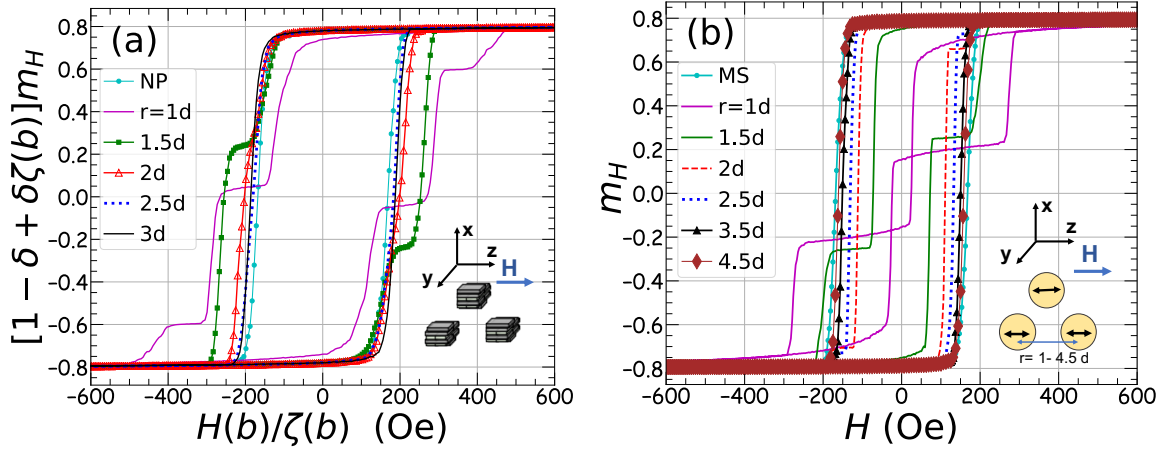 (a)
[1 − δ + δζ(b)]m_H
0.8
0.6
0.4
0.2
0.0
−0.2
−0.4
−0.6
−0.8
NP
r=1d
1.5d
2d
2.5d
3d
x
z
y
H
−600 −400 −200 0 200 400 600
H(b)/ζ(b) (Oe)
(b)
m_H
0.8
0.6
0.4
0.2
0.0
−0.2
−0.4
−0.6
−0.8
MS
r=1d
1.5d
2d
2.5d
3.5d
4.5d
x
z
y
H
r= 1- 4.5 d
−600 −400 −200 0 200 400 600
H (Oe)